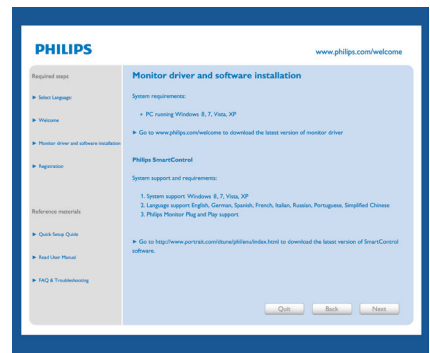 PHILIPS
www.philips.com/welcome
Required steps
Select Language:
Welcome
Monitor driver and software installation
Registration
Reference materials
Quick Setup Quide
Read User Manual
FAQ & Troubleshooting
Monitor driver and software installation
System requirements:
• PC running Windows 8, 7, Vista, XP
Go to www.philips.com/welcome to download the latest version of monitor driver
Philips SmartControl
System support and requirements:
1. System support Windows 8, 7, Vista, XP
2. Language support English, German, Spanish, French, Italian, Russian, Portuguese, Simplified Chinese
3. Philips Monitor Plug and Play support
Go to http://www.portrait.com/dtune/phl/enu/index.html to download the latest version of SmartControl
software.
Quit
Back
Next